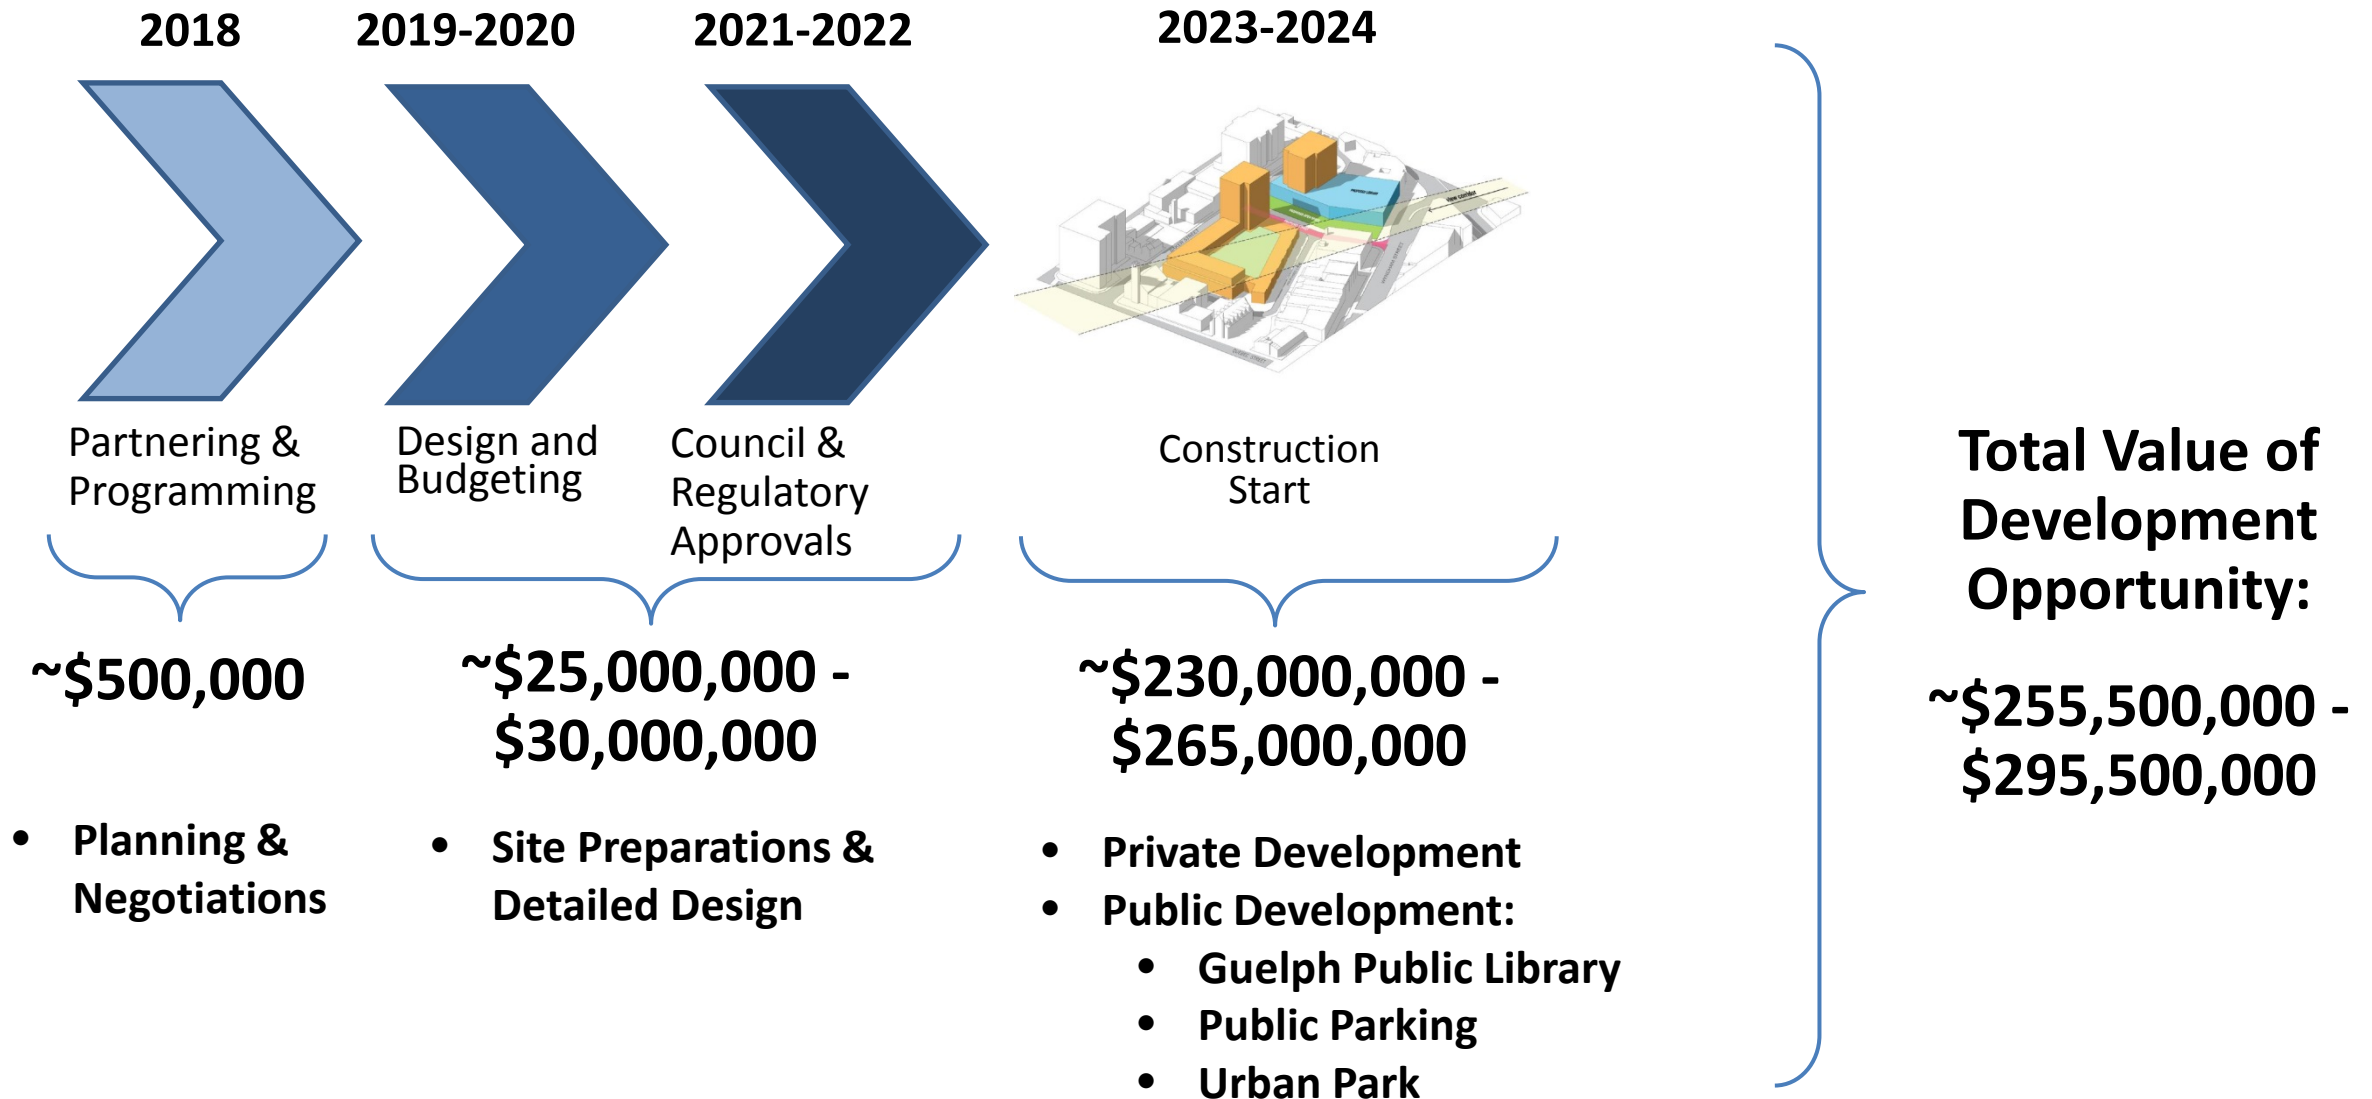 2018
2019-2020
2021-2022
2023-2024
view corridor
Partnering &
Programming
Design and
Budgeting
Council &
Regulatory
Approvals
Construction
Start
~$500,000
~$25,000,000 -
$30,000,000
~$230,000,000 -
$265,000,000
• Planning &
Negotiations
• Site Preparations &
Detailed Design
• Private Development
• Public Development:
• Guelph Public Library
• Public Parking
• Urban Park
Total Value of
Development
Opportunity:
~$255,500,000 -
$295,500,000